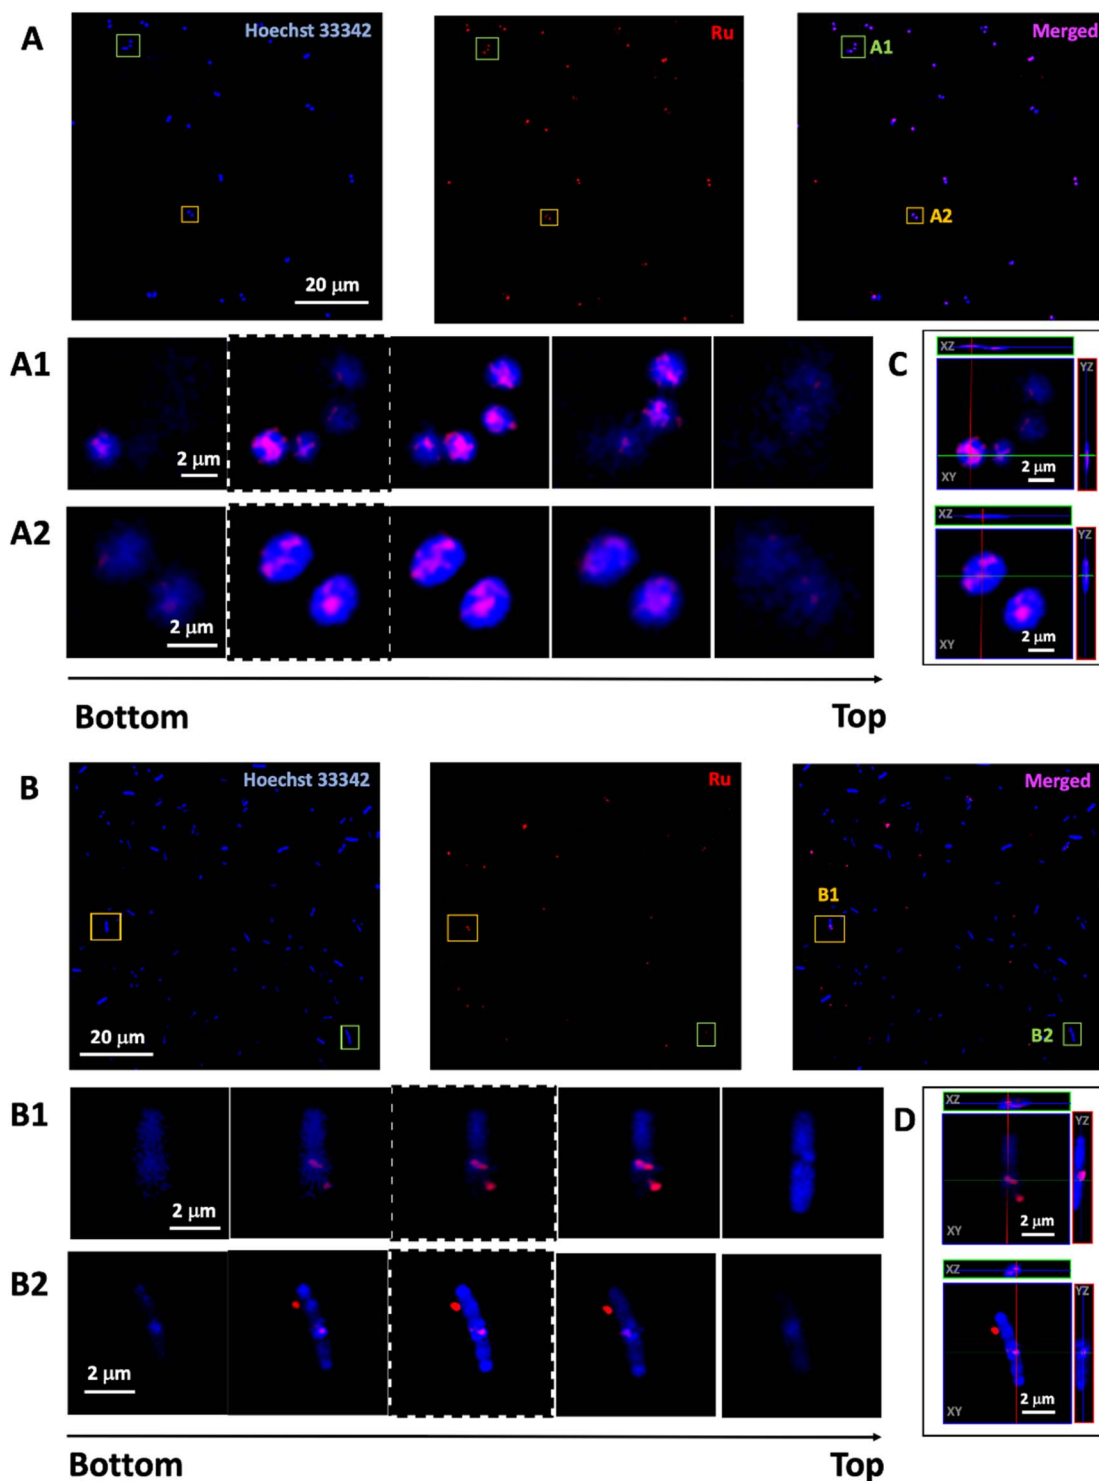 A
Hoechst 33342
Ru
Merged
A1
A2
20 μm
A1
2 μm
C
XZ
YZ
XY
2 μm
A2
2 μm
XZ
YZ
XY
2 μm
Bottom
Top
B
Hoechst 33342
Ru
Merged
B1
20 μm
B2
B1
2 μm
D
XZ
YZ
XY
2 μm
B2
2 μm
XZ
YZ
XY
2 μm
Bottom
Top